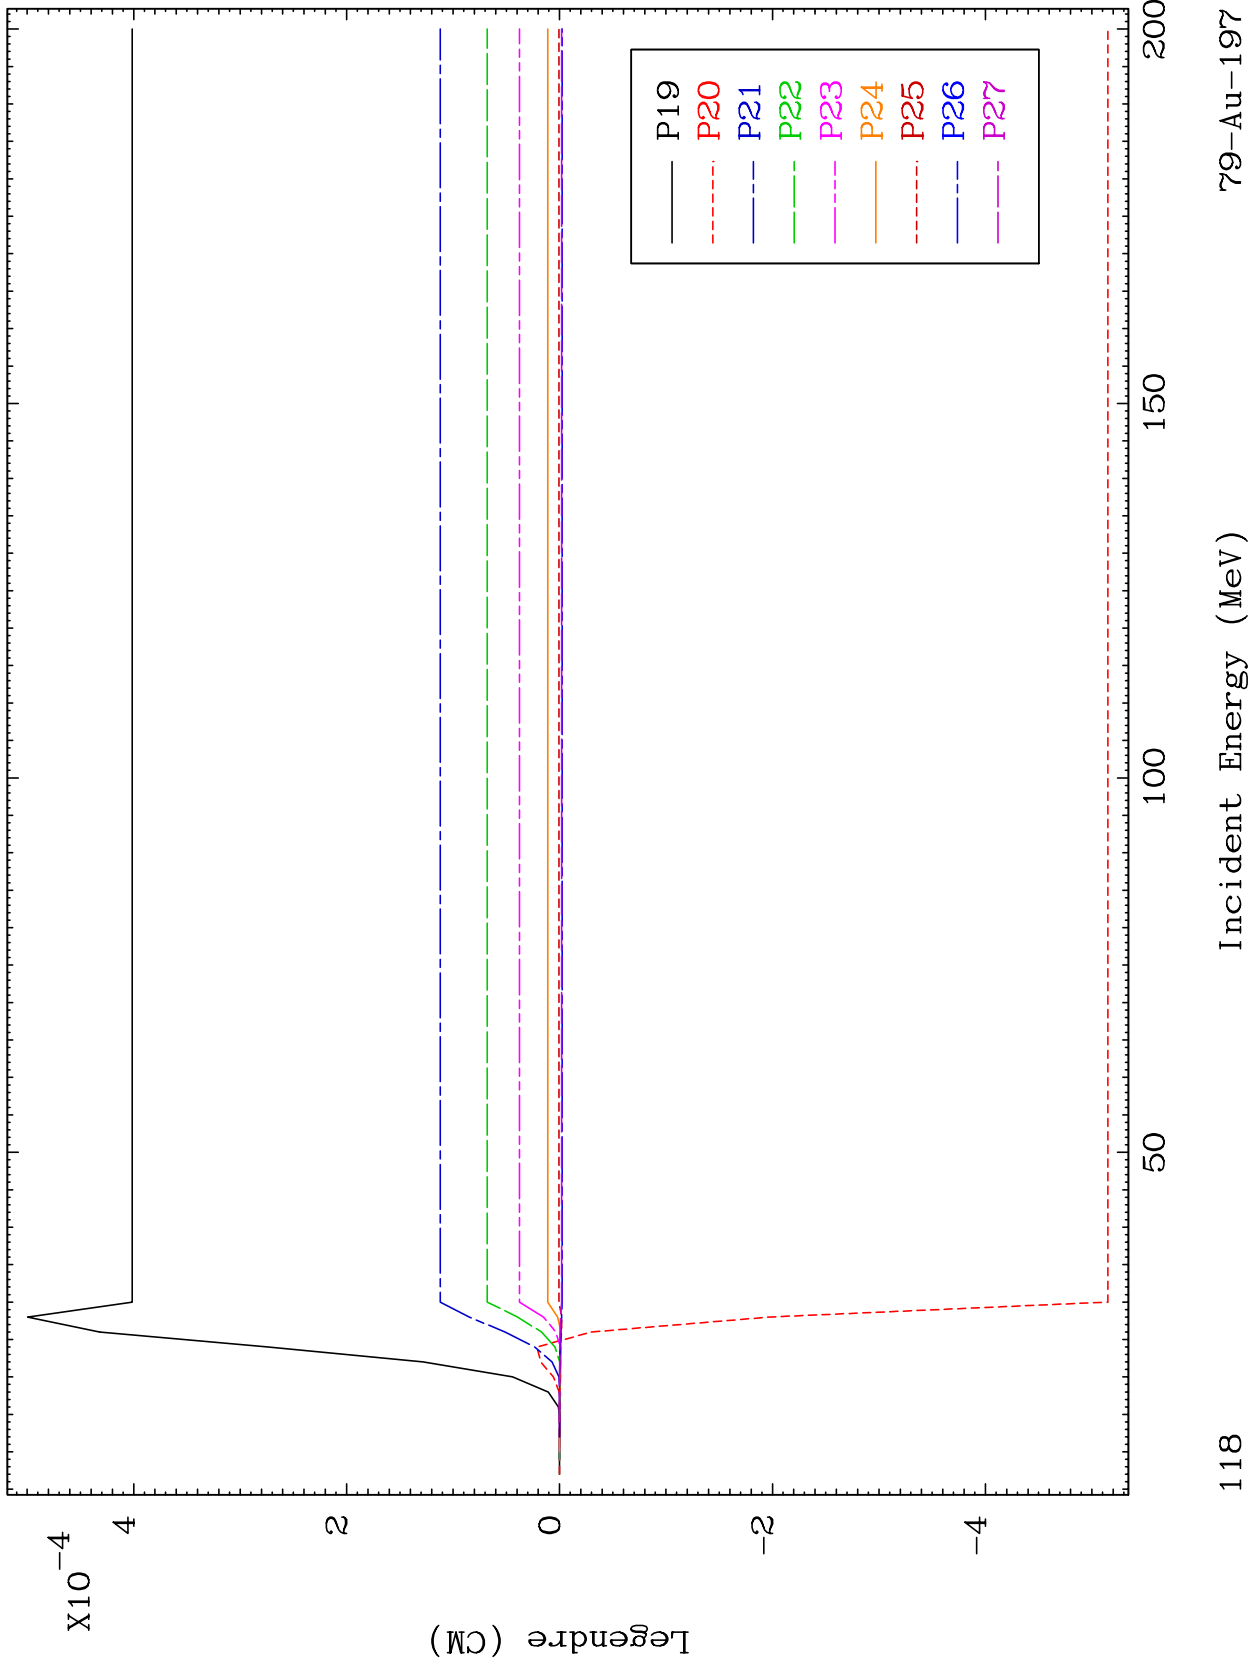 X10
-4
4
2
0
-2
-4
Legendre (CM)
P19
P20
P21
P22
P23
P24
P25
P26
P27
50
100
150
200
118
Incident Energy (MeV)
79-Au-197